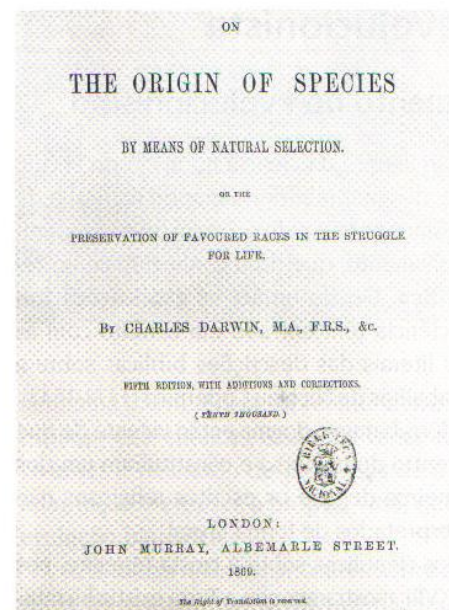 ON
THE ORIGIN OF SPECIES
BY MEANS OF NATURAL SELECTION.
OR THE
PRESERVATION OF FAVOURED RACES IN THE STRUGGLE
FOR LIFE.
BY CHARLES DARWIN, M.A., F.R.S., &c.
FIFTH EDITION, WITH ADDITIONS AND CORRECTIONS.
(TENTH THOUSAND.)
BIBLIOTECA
NACIONAL
LONDON:
JOHN MURRAY, ALBEMARLE STREET.
1869.
The Right of Translation is reserved.